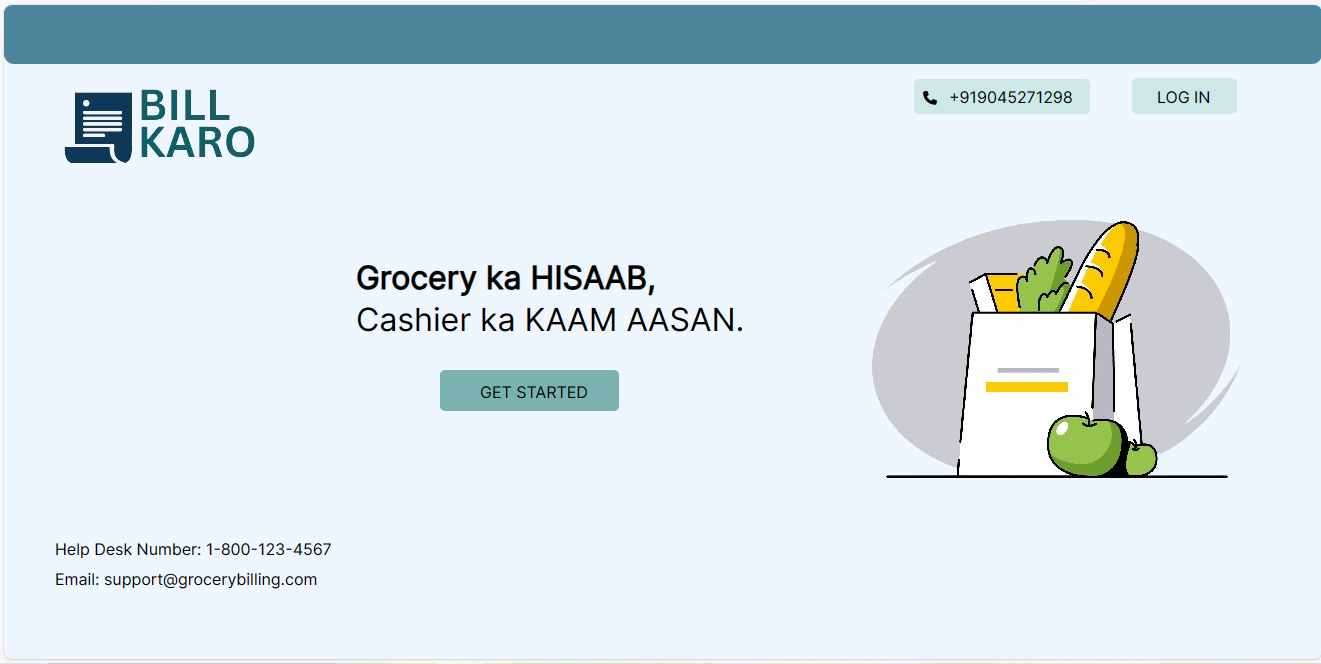 BILL
KARO
+919045271298
LOG IN
Grocery ka HISAAB,
Cashier ka KAAM AASAN.
GET STARTED
Help Desk Number: 1-800-123-4567
Email: support@grocerybilling.com